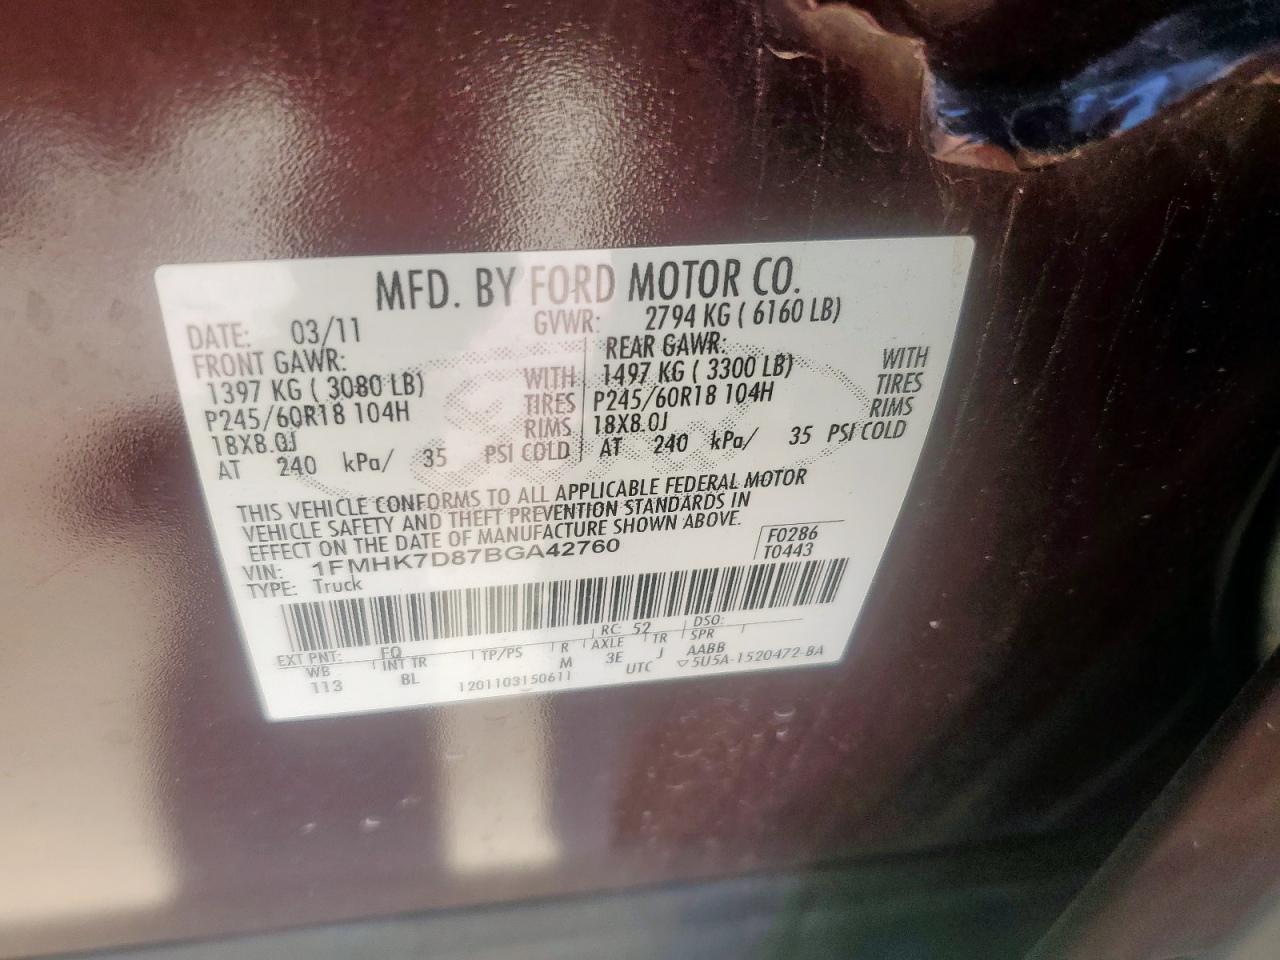 MFD. BY FORD MOTOR CO.
DATE: 03/11 GVWR: 2794 KG ( 6160 LB)
FRONT GAWR: REAR GAWR:
1397 KG ( 3080 LB) WITH 1497 KG ( 3300 LB) WITH
P245/60R18 104H TIRES P245/60R18 104H TIRES
18X8.0J RIMS 18X8.0J RIMS
AT 240 kPa/ 35 PSI COLD AT 240 kPa/ 35 PSI COLD
THIS VEHICLE CONFORMS TO ALL APPLICABLE FEDERAL MOTOR
VEHICLE SAFETY AND THEFT PREVENTION STANDARDS IN
EFFECT ON THE DATE OF MANUFACTURE SHOWN ABOVE.
VIN: 1FMHK7D87BGA42760 F0286
TYPE: Truck T0443
EXT PNT: FQ RC: 52 DSO:
WB INT TR TP/PS R AXLE TR SPR
113 BL M 3E J AABB
1201103150611 UTC ▽5U5A-1520472-BA